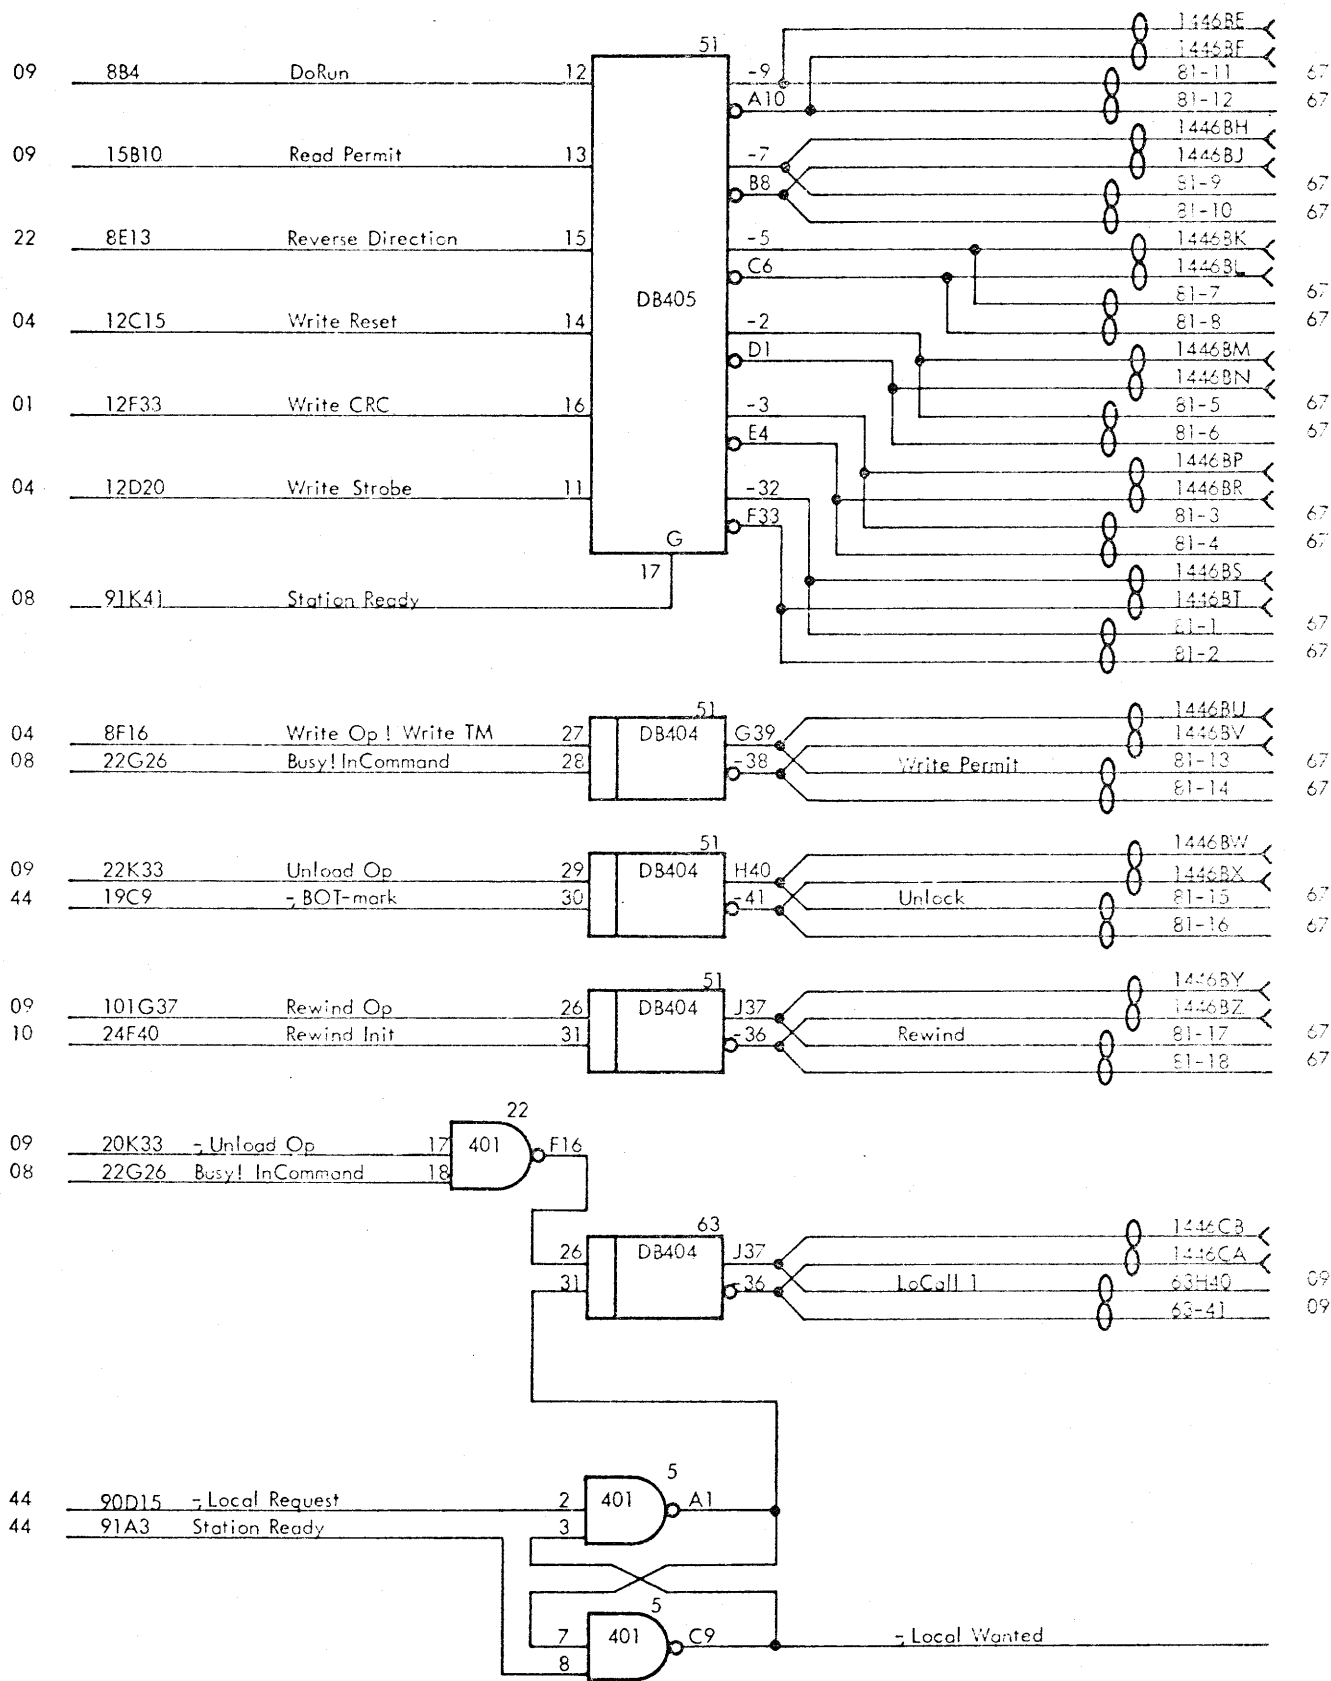 1446BE
51
1446BF
09 8B4 DoRun 12 -9 81-11 67
A10 81-12 67
1446BH
09 15B10 Read Permit 13 -7 1446BJ
B8 81-9 67
81-10 67
22 8E13 Reverse Direction 15 -5 1446BK
C6 1446BL
DB405 81-7 67
04 12C15 Write Reset 14 -2 81-8 67
D1 1446BM
1446BN
01 12F33 Write CRC 16 -3 81-5 67
E4 81-6 67
1446BP
04 12D20 Write Strobe 11 -32 1446BR
F33 81-3 67
G 81-4 67
17 1446BS
08 91K41 Station Ready 1446BT
81-1 67
81-2 67
51 1446BU
04 8F16 Write Op ! Write TM 27 DB404 G39 1446BV
08 22G26 Busy! InCommand 28 -38 Write Permit 81-13 67
81-14 67
51 1446BW
09 22K33 Unload Op 29 DB404 H40 1446BX
44 19C9 -, BOT-mark 30 -41 Unlock 81-15 67
81-16 67
51 1446BY
09 101G37 Rewind Op 26 DB404 J37 1446BZ
10 24F40 Rewind Init 31 -36 Rewind 81-17 67
81-18 67
22
09 20K33 -, Unload Op 17 401 F16
08 22G26 Busy! InCommand 18
63 1446CB
26 DB404 J37 1446CA
31 -36 LoCall 1 63H40 09
63-41 09
5
44 90D15 -, Local Request 2 401 A1
44 91A3 Station Ready 3
5
7 401 C9 -, Local Wanted
8